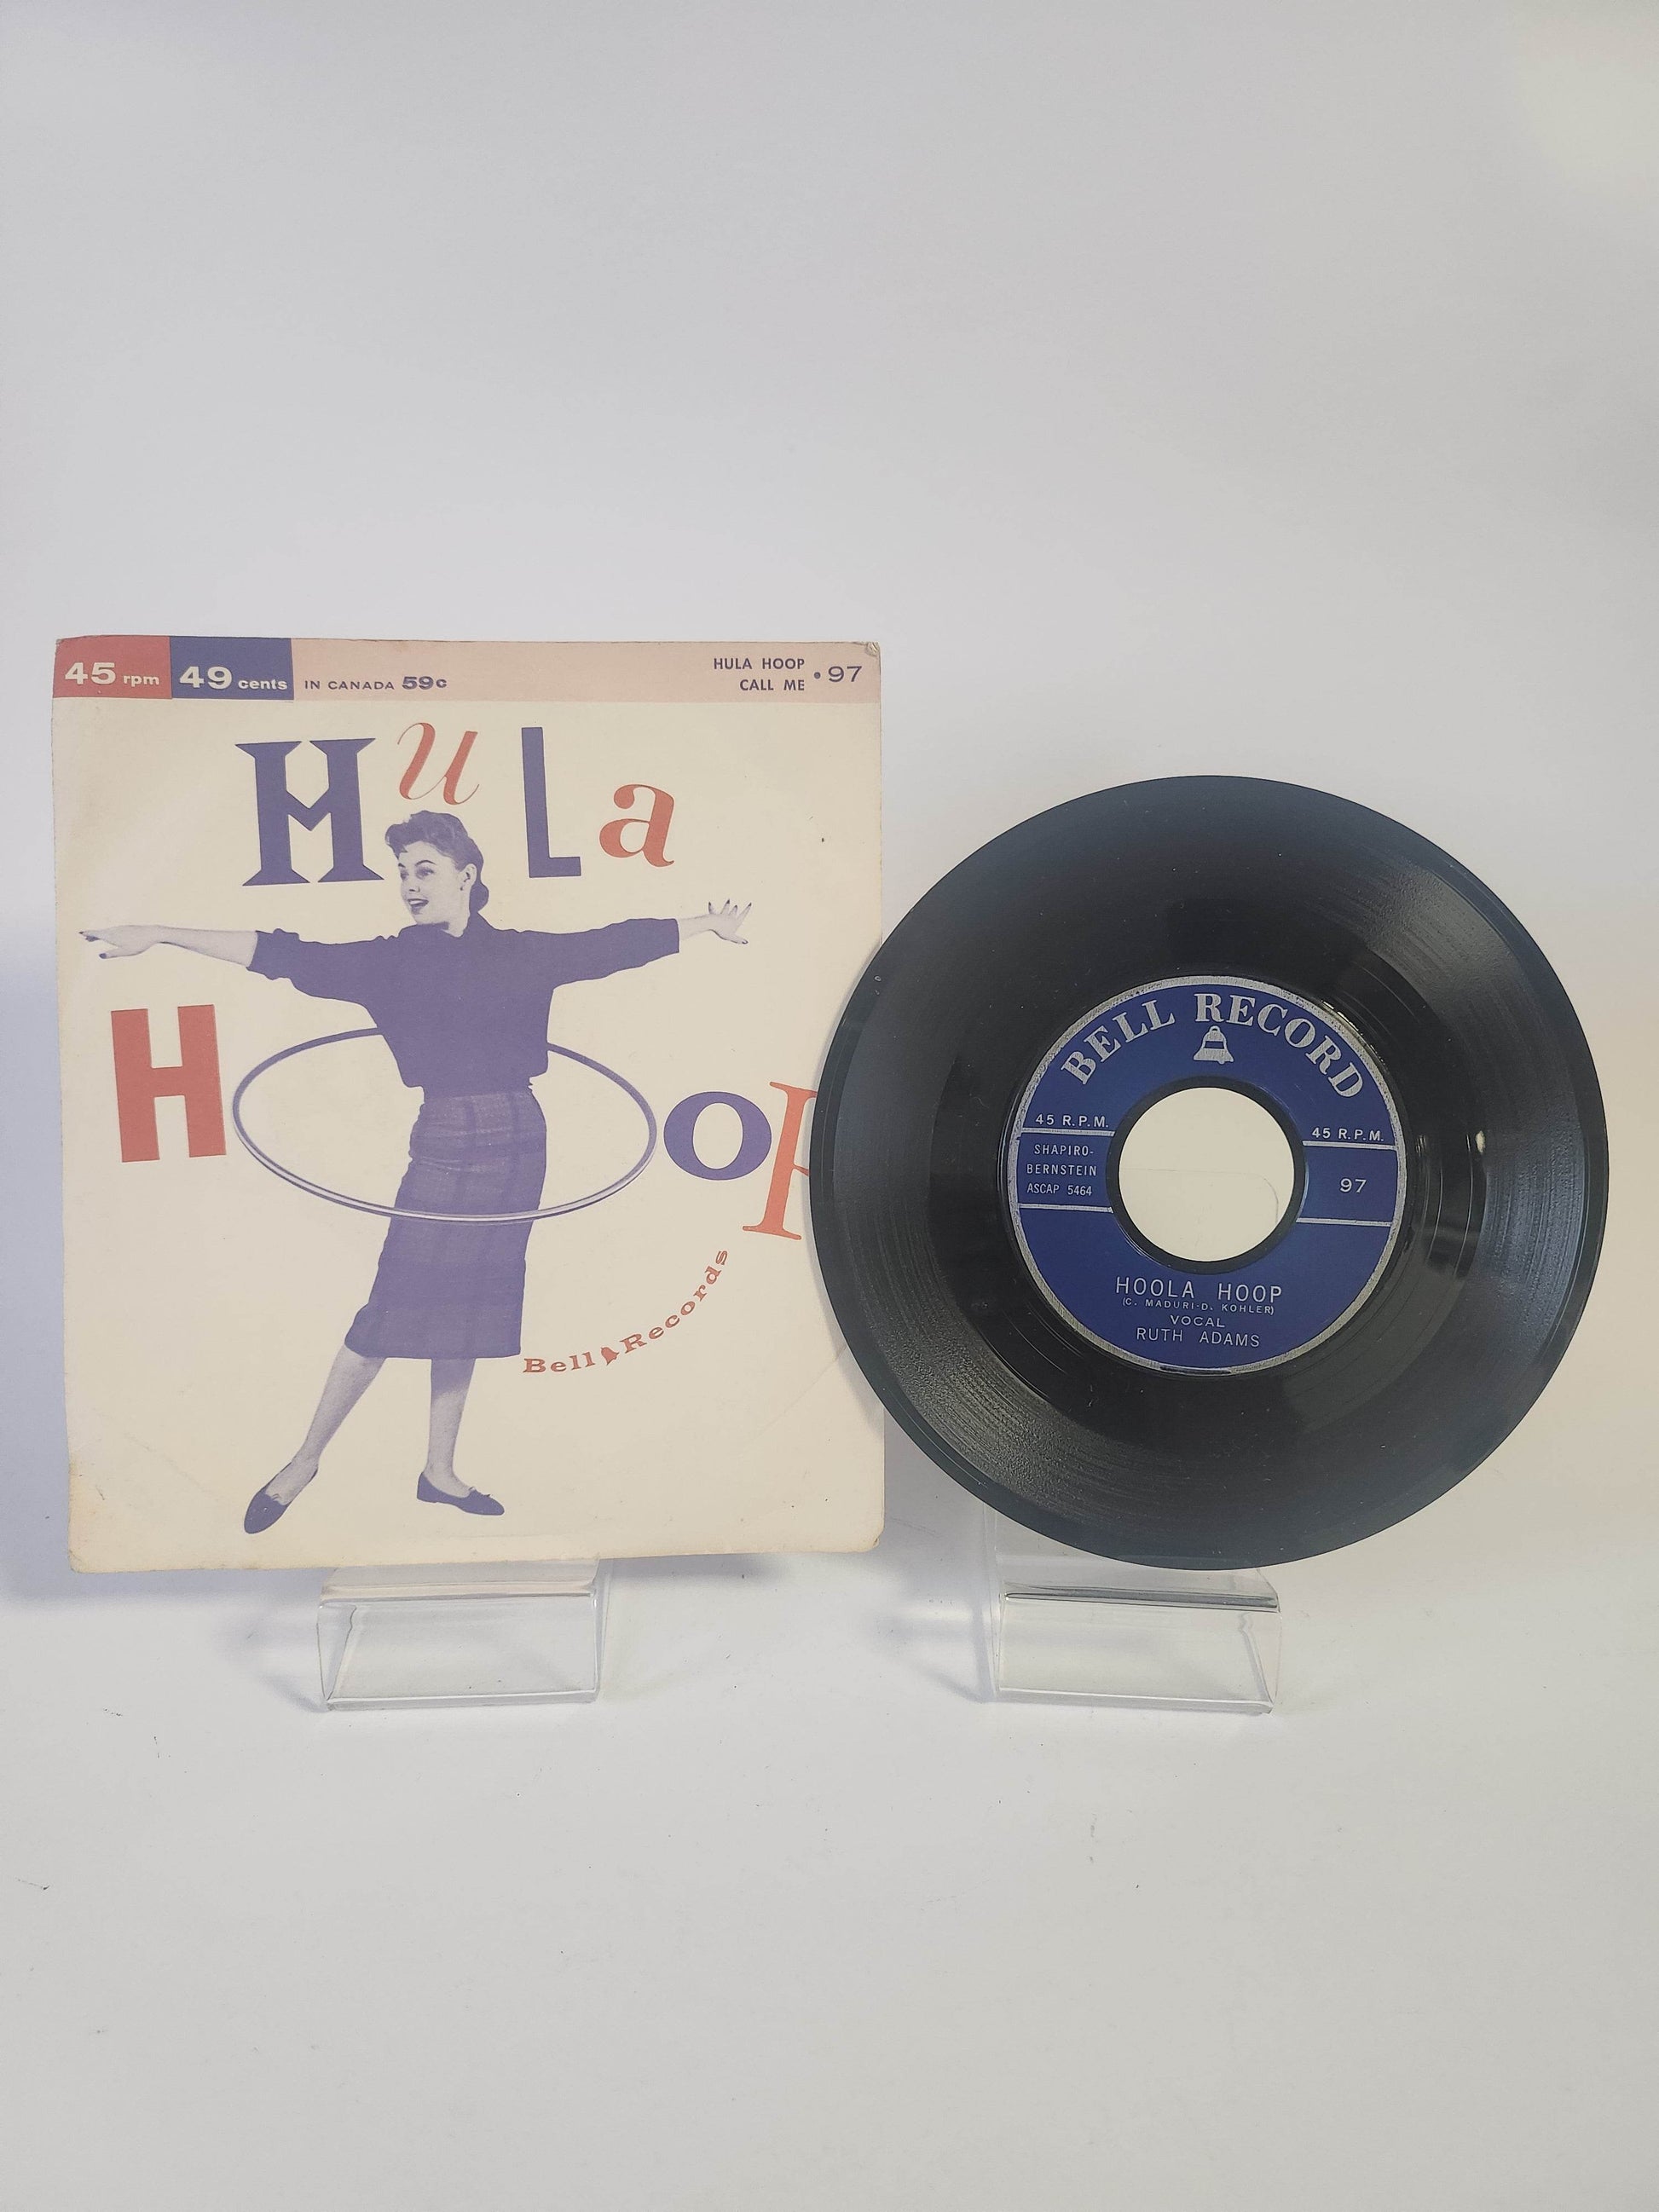 45 rpm 49 cents IN CANADA 59c
HULA HOOP
CALL ME • 97
HuLa
HooP
Bell Records
BELL RECORD
45 R.P.M. 45 R.P.M.
SHAPIRO-
BERNSTEIN
ASCAP 5464
97
HOOLA HOOP
(C. MADURI-D. KOHLER)
VOCAL
RUTH ADAMS